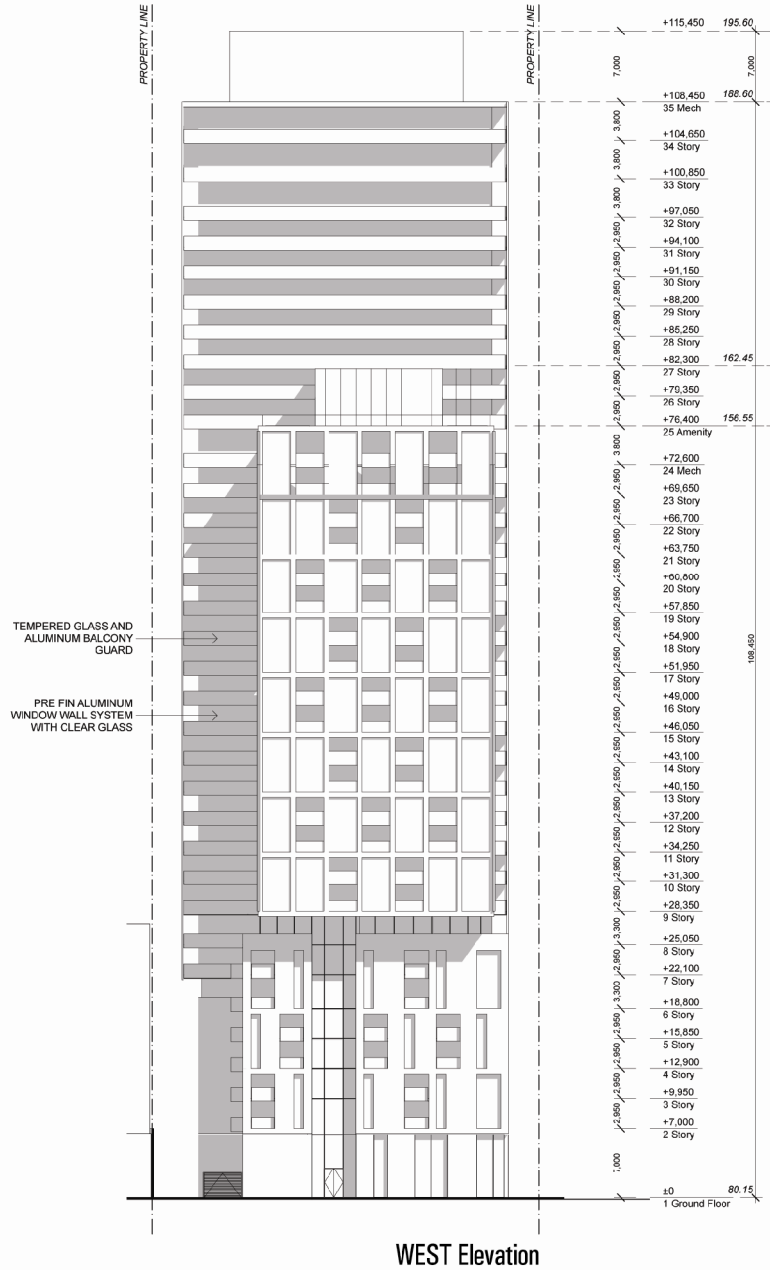 PROPERTY LINE
PROPERTY LINE
+115,450 195.60
7,000
7,000
+108,450 188.60
35 Mech
3,800
+104,650
34 Story
3,800
+100,850
33 Story
3,800
+97,050
32 Story
2,950
+94,100
31 Story
2,950
+91,150
30 Story
2,950
+88,200
29 Story
2,950
+85,250
28 Story
2,950
+82,300 162.45
27 Story
2,950
+79,350
26 Story
2,950
+76,400 156.55
25 Amenity
3,800
+72,600
24 Mech
2,950
+69,650
23 Story
2,950
+66,700
22 Story
2,950
+63,750
21 Story
2,950
+60,800
20 Story
2,950
+57,850
19 Story
2,950
TEMPERED GLASS AND
ALUMINUM BALCONY
GUARD
+54,900
18 Story
2,950
108,450
+51,950
17 Story
2,950
+49,000
16 Story
2,950
PRE FIN ALUMINUM
WINDOW WALL SYSTEM
WITH CLEAR GLASS
+46,050
15 Story
2,950
+43,100
14 Story
2,950
+40,150
13 Story
2,950
+37,200
12 Story
2,950
+34,250
11 Story
2,950
+31,300
10 Story
2,950
+28,350
9 Story
3,300
+25,050
8 Story
2,950
+22,100
7 Story
3,300
+18,800
6 Story
2,950
+15,850
5 Story
2,950
+12,900
4 Story
2,950
+9,950
3 Story
2,950
+7,000
2 Story
±0 80.15
1 Ground Floor
WEST Elevation